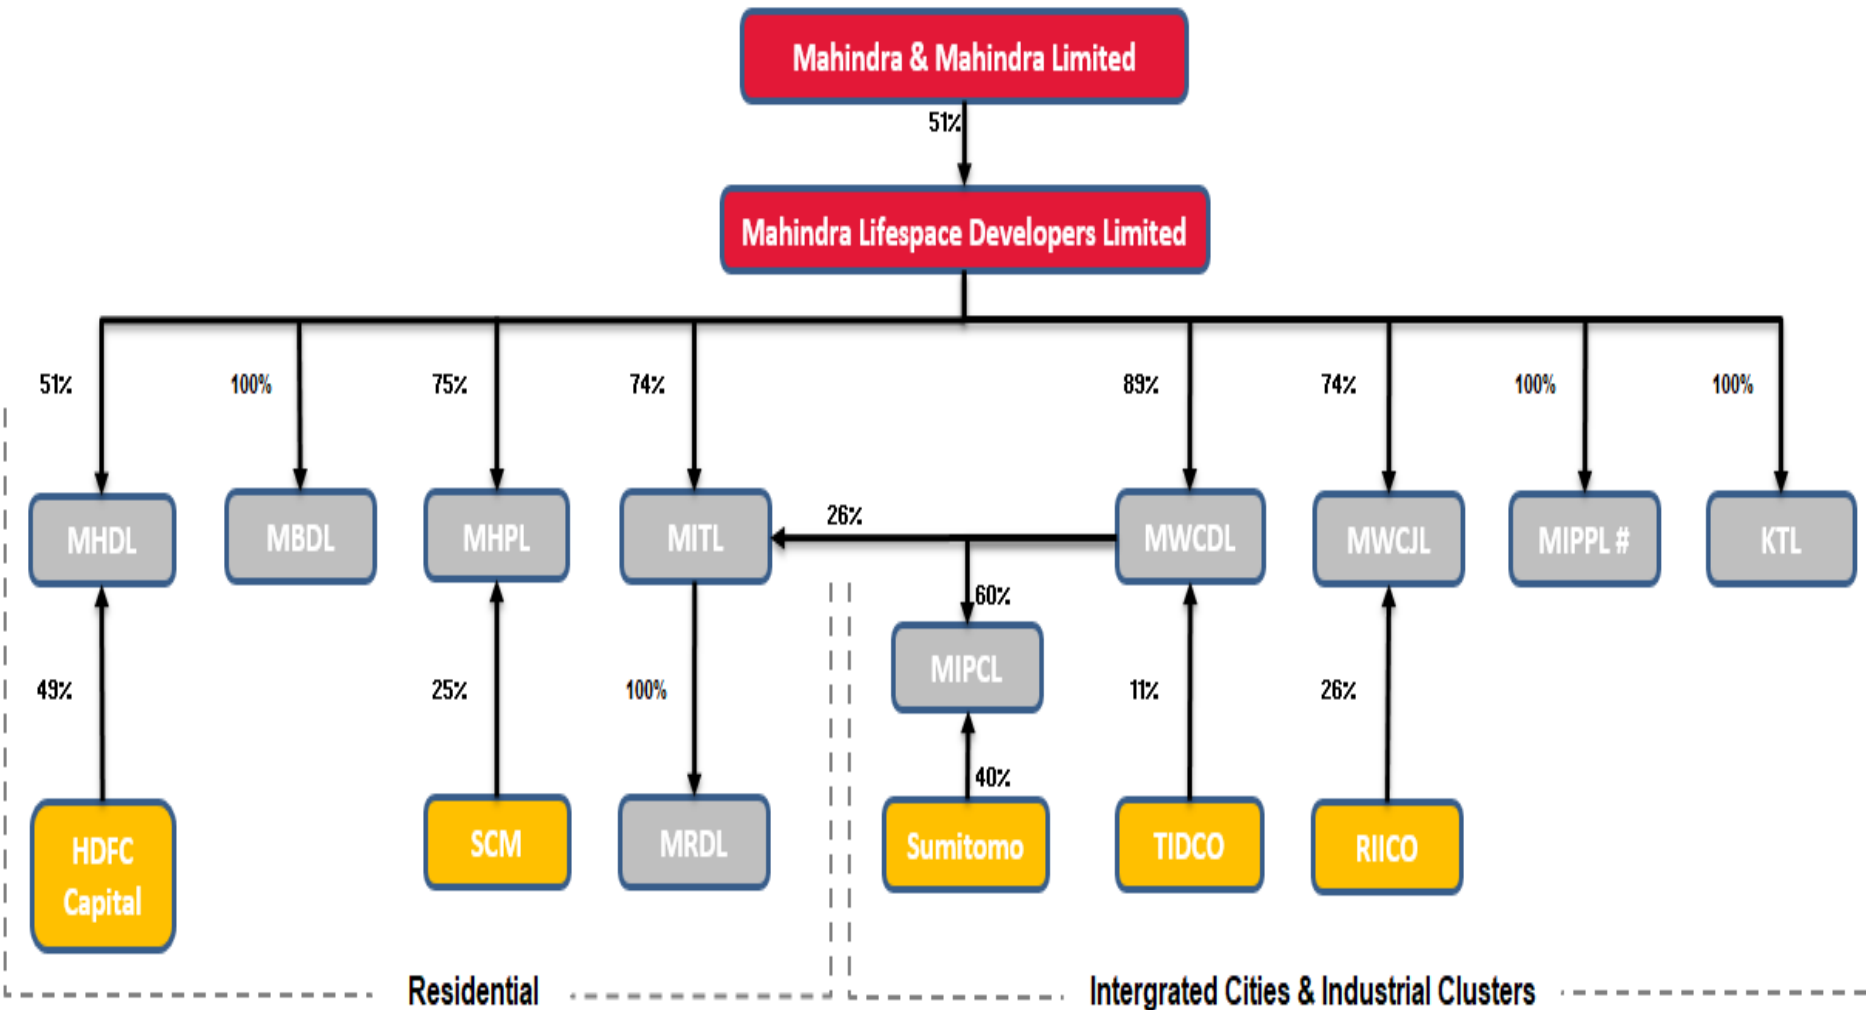 Mahindra & Mahindra Limited
51%
Mahindra Lifespace Developers Limited
51%
100%
75%
74%
89%
74%
100%
100%
MHDL
MBDL
MHPL
MITL
26%
MWCDL
MWCJL
MIPPL #
KTL
60%
MIPCL
49%
25%
100%
11%
26%
40%
HDFC
Capital
SCM
MRDL
Sumitomo
TIDCO
RIICO
Residential
Intergrated Cities & Industrial Clusters